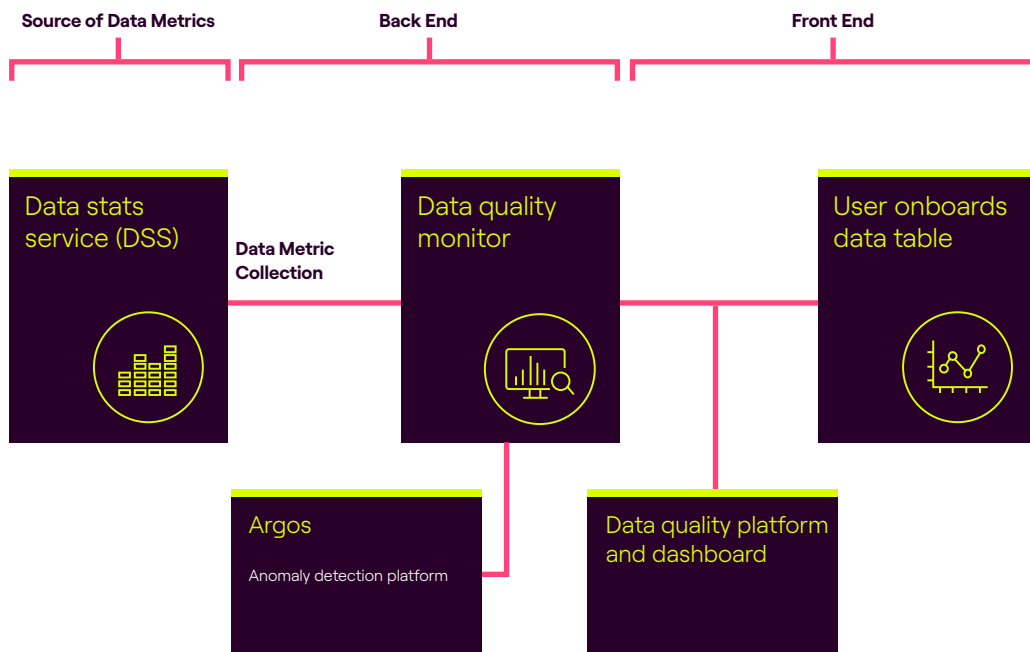 Source of Data Metrics
Back End
Front End
Data stats
service (DSS)
Data Metric
Collection
Data quality
monitor
User onboards
data table
Argos
Anomaly detection platform
Data quality platform
and dashboard